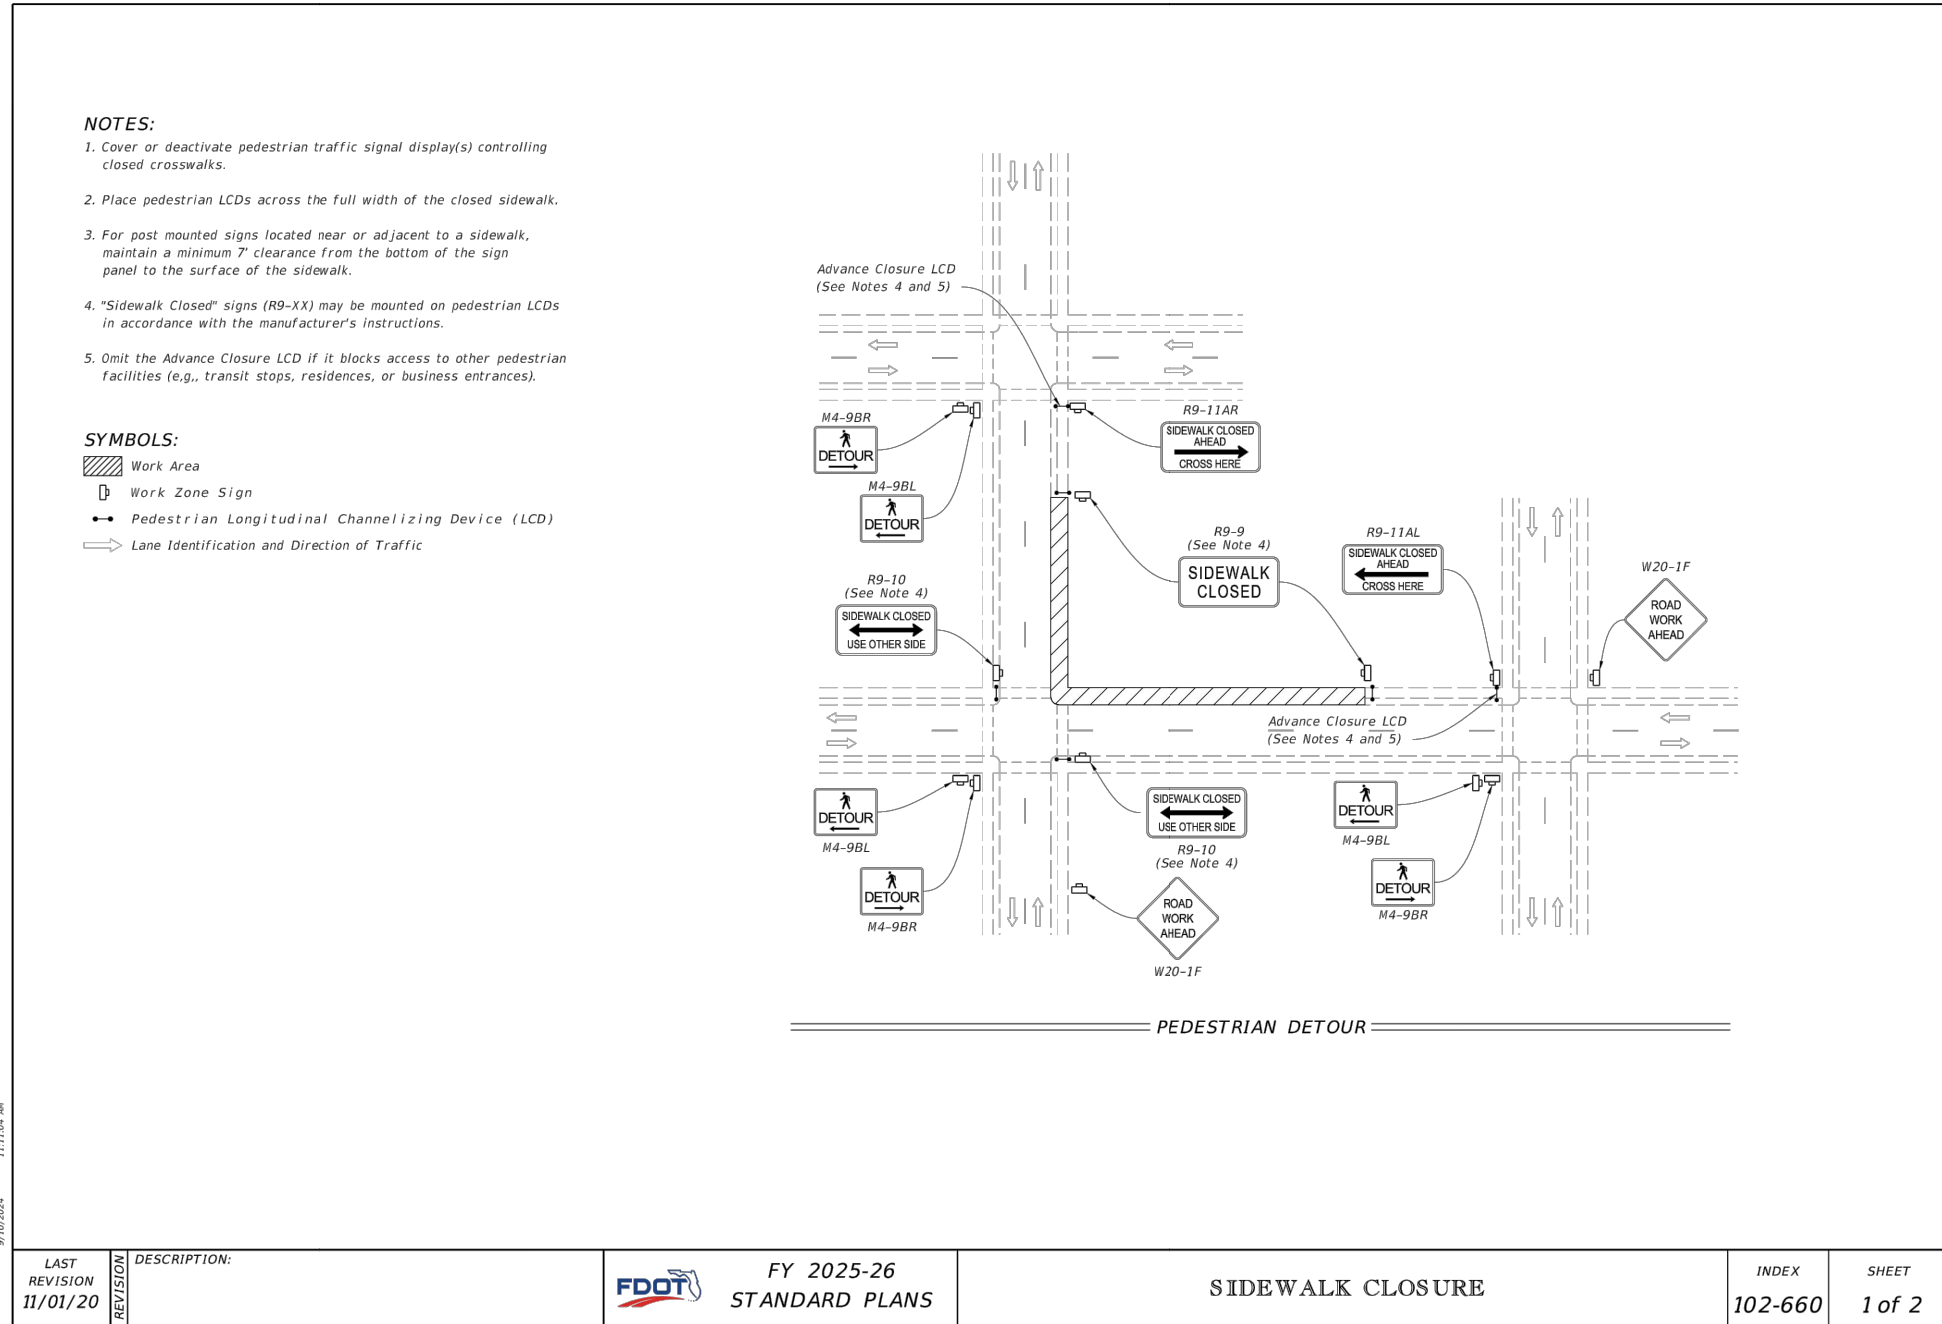 NOTES:
1. Cover or deactivate pedestrian traffic signal display(s) controlling
closed crosswalks.
2. Place pedestrian LCDs across the full width of the closed sidewalk.
3. For post mounted signs located near or adjacent to a sidewalk,
maintain a minimum 7' clearance from the bottom of the sign
panel to the surface of the sidewalk.
4. "Sidewalk Closed" signs (R9-XX) may be mounted on pedestrian LCDs
in accordance with the manufacturer's instructions.
5. Omit the Advance Closure LCD if it blocks access to other pedestrian
facilities (e,g,, transit stops, residences, or business entrances).
SYMBOLS:
Work Area
Work Zone Sign
Pedestrian Longitudinal Channelizing Device (LCD)
Lane Identification and Direction of Traffic
Advance Closure LCD
(See Notes 4 and 5)
M4-9BR
DETOUR
M4-9BL
DETOUR
R9-11AR
SIDEWALK CLOSED
AHEAD
CROSS HERE
R9-9
(See Note 4)
SIDEWALK
CLOSED
R9-11AL
SIDEWALK CLOSED
AHEAD
CROSS HERE
W20-1F
ROAD
WORK
AHEAD
R9-10
(See Note 4)
SIDEWALK CLOSED
USE OTHER SIDE
Advance Closure LCD
(See Notes 4 and 5)
DETOUR
M4-9BL
DETOUR
M4-9BR
SIDEWALK CLOSED
USE OTHER SIDE
R9-10
(See Note 4)
DETOUR
M4-9BL
DETOUR
M4-9BR
ROAD
WORK
AHEAD
W20-1F
PEDESTRIAN DETOUR
9/10/2024
11:11:04 AM
LAST
REVISION
11/01/20
REVISION
DESCRIPTION:
FDOT
FY 2025-26
STANDARD PLANS
SIDEWALK CLOSURE
INDEX
102-660
SHEET
1 of 2